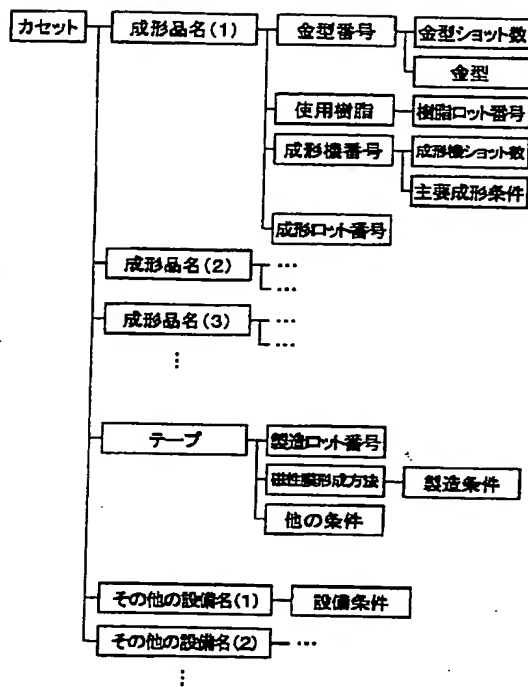 カセット
成形品名(1)
金型番号
金型ショット数
金型
使用樹脂
樹脂ロット番号
成形機番号
成形機ショット数
主要成形条件
成形ロット番号
成形品名(2)
…
…
成形品名(3)
…
…
⋮
テープ
製造ロット番号
磁性膜形成方法
製造条件
他の条件
その他の設備名(1)
設備条件
その他の設備名(2)
…
⋮